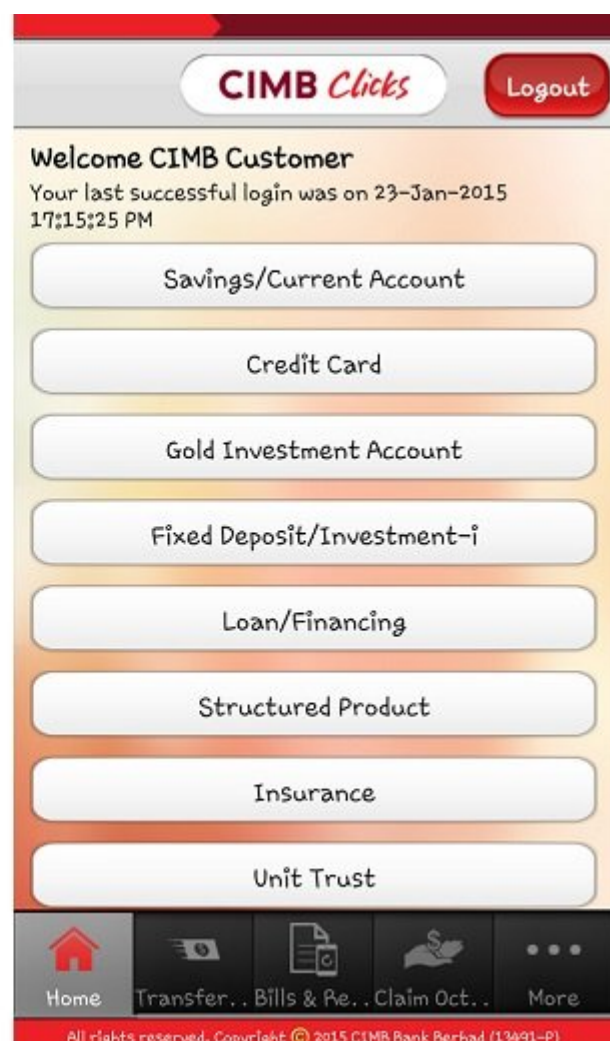 CIMB Clicks
Logout
Welcome CIMB Customer
Your last successful login was on 23-Jan-2015
17:15:25 PM
Savings/Current Account
Credit Card
Gold Investment Account
Fixed Deposit/Investment-i
Loan/Financing
Structured Product
Insurance
Unit Trust
Home Transfer.. Bills & Re.. Claim Oct.. More
All rights reserved. Copyright © 2015 CIMB Bank Berhad (13491-P)